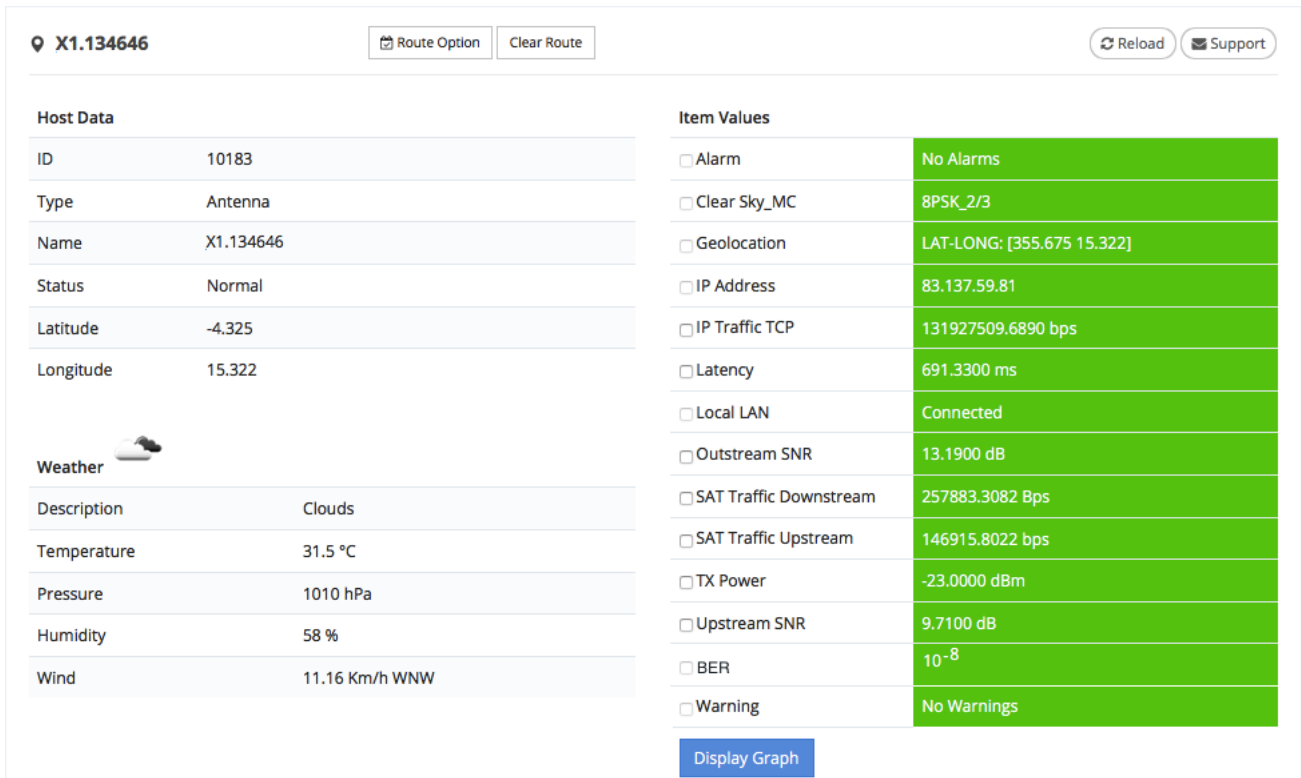 X1.134646 Route Option Clear Route Reload Support
Host Data
ID 10183
Type Antenna
Name X1.134646
Status Normal
Latitude -4.325
Longitude 15.322
Weather
Description Clouds
Temperature 31.5 °C
Pressure 1010 hPa
Humidity 58 %
Wind 11.16 Km/h WNW
Item Values
Alarm No Alarms
Clear Sky_MC 8PSK_2/3
Geolocation LAT-LONG: [355.675 15.322]
IP Address 83.137.59.81
IP Traffic TCP 131927509.6890 bps
Latency 691.3300 ms
Local LAN Connected
Outstream SNR 13.1900 dB
SAT Traffic Downstream 257883.3082 Bps
SAT Traffic Upstream 146915.8022 bps
TX Power -23.0000 dBm
Upstream SNR 9.7100 dB
BER 10⁻⁸
Warning No Warnings
Display Graph